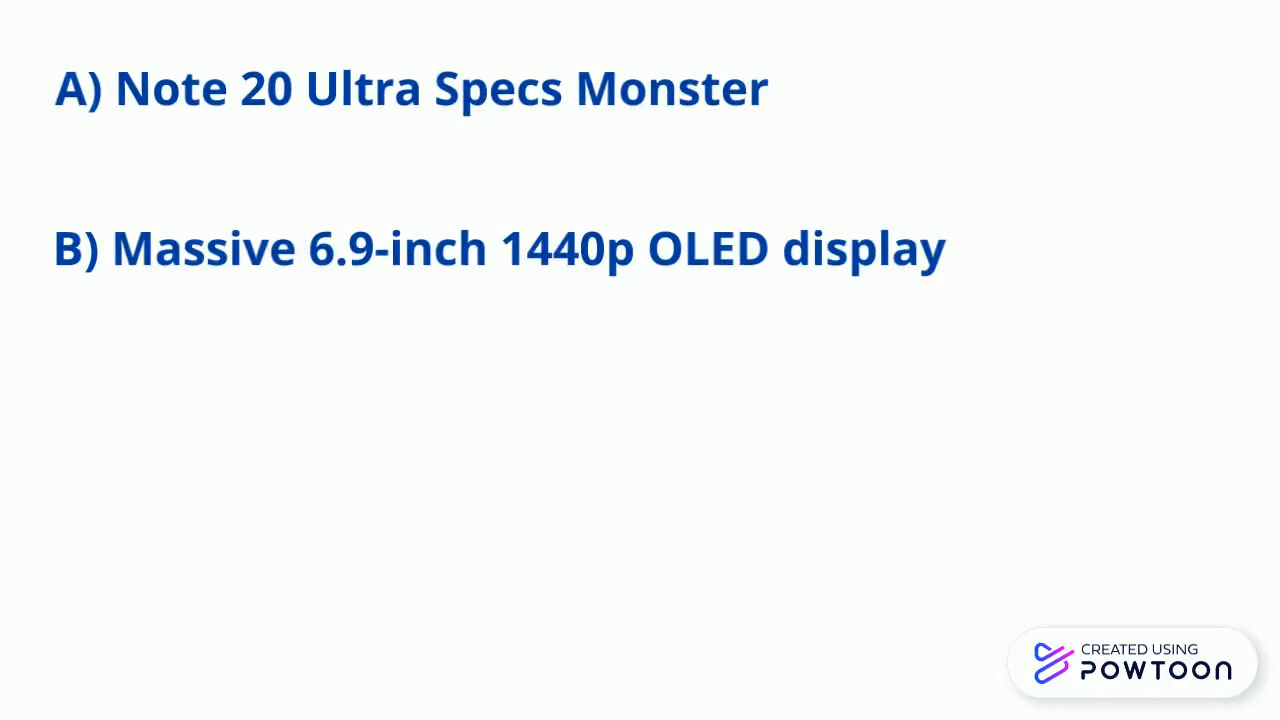 A) Note 20 Ultra Specs Monster
B) Massive 6.9-inch 1440p OLED display
CREATED USING
POWTOON